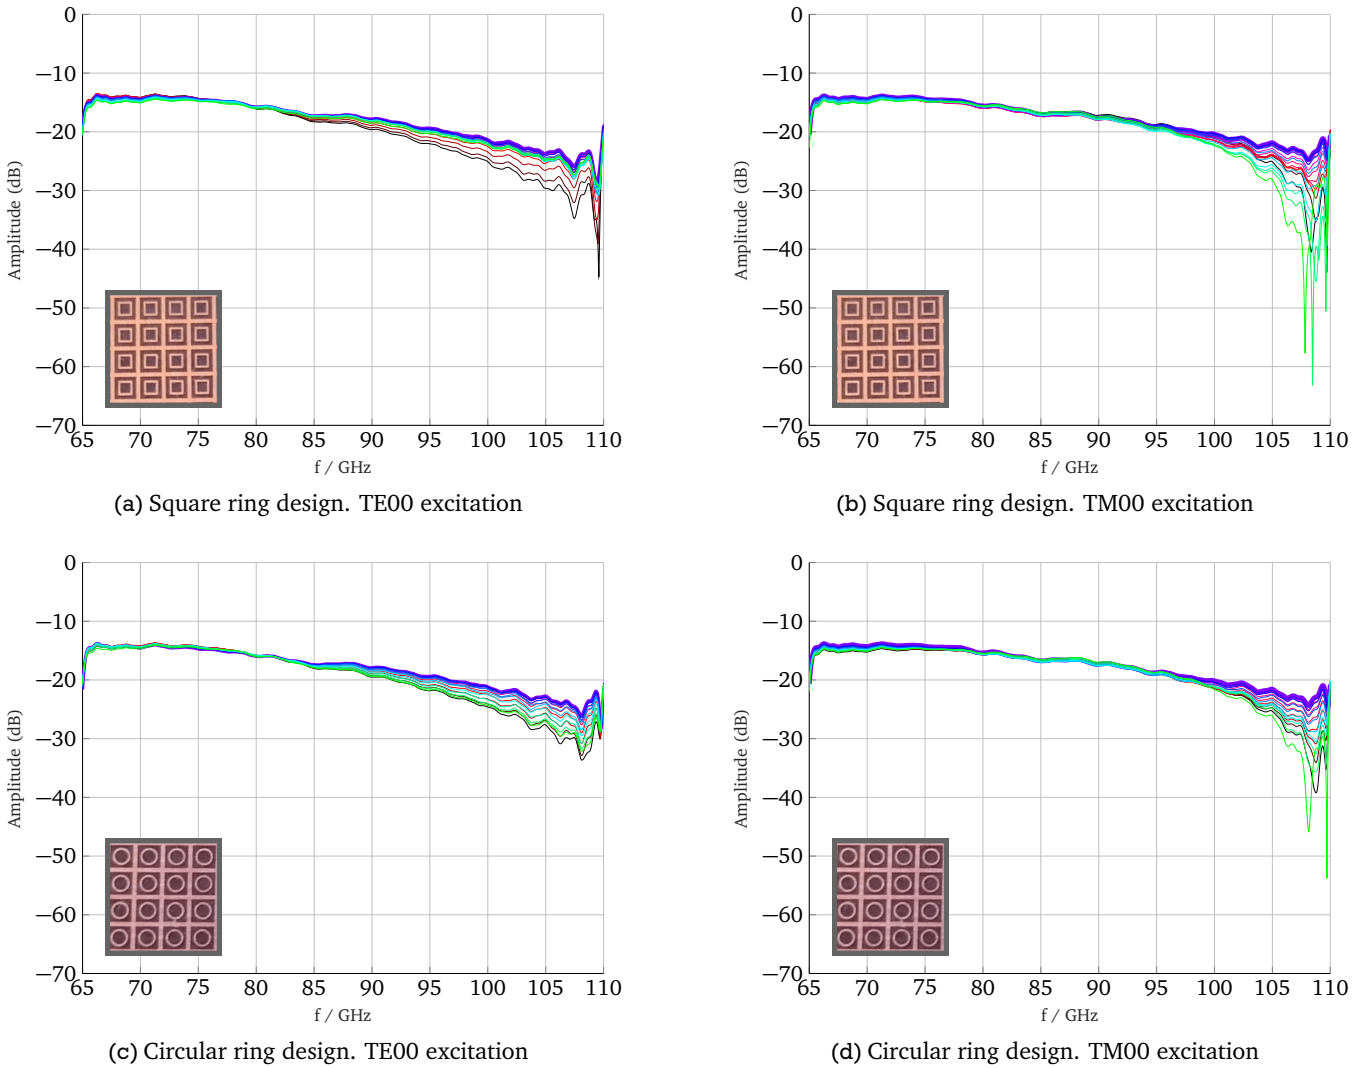 0
−10
−20
−30
−40
−50
−60
−70
Amplitude (dB)
65 70 75 80 85 90 95 100 105 110
f / GHz
(a) Square ring design. TE00 excitation
0
−10
−20
−30
−40
−50
−60
−70
Amplitude (dB)
65 70 75 80 85 90 95 100 105 110
f / GHz
(b) Square ring design. TM00 excitation
0
−10
−20
−30
−40
−50
−60
−70
Amplitude (dB)
65 70 75 80 85 90 95 100 105 110
f / GHz
(c) Circular ring design. TE00 excitation
0
−10
−20
−30
−40
−50
−60
−70
Amplitude (dB)
65 70 75 80 85 90 95 100 105 110
f / GHz
(d) Circular ring design. TM00 excitation